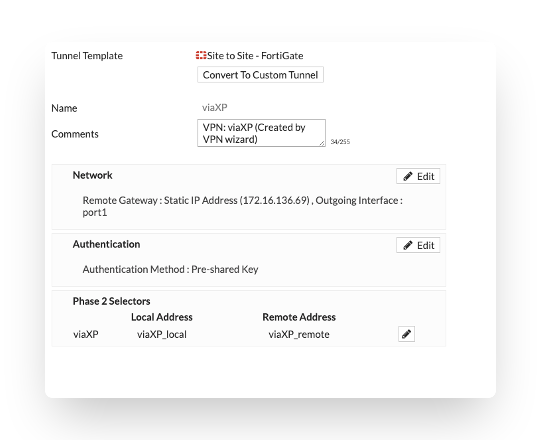 Tunnel Template
Site to Site - FortiGate
Convert To Custom Tunnel
Name
viaXP
Comments
VPN: viaXP (Created by
VPN wizard)
34/255
Network
Edit
Remote Gateway : Static IP Address (172.16.136.69) , Outgoing Interface :
port1
Authentication
Edit
Authentication Method : Pre-shared Key
Phase 2 Selectors
Local Address Remote Address
viaXP viaXP_local viaXP_remote